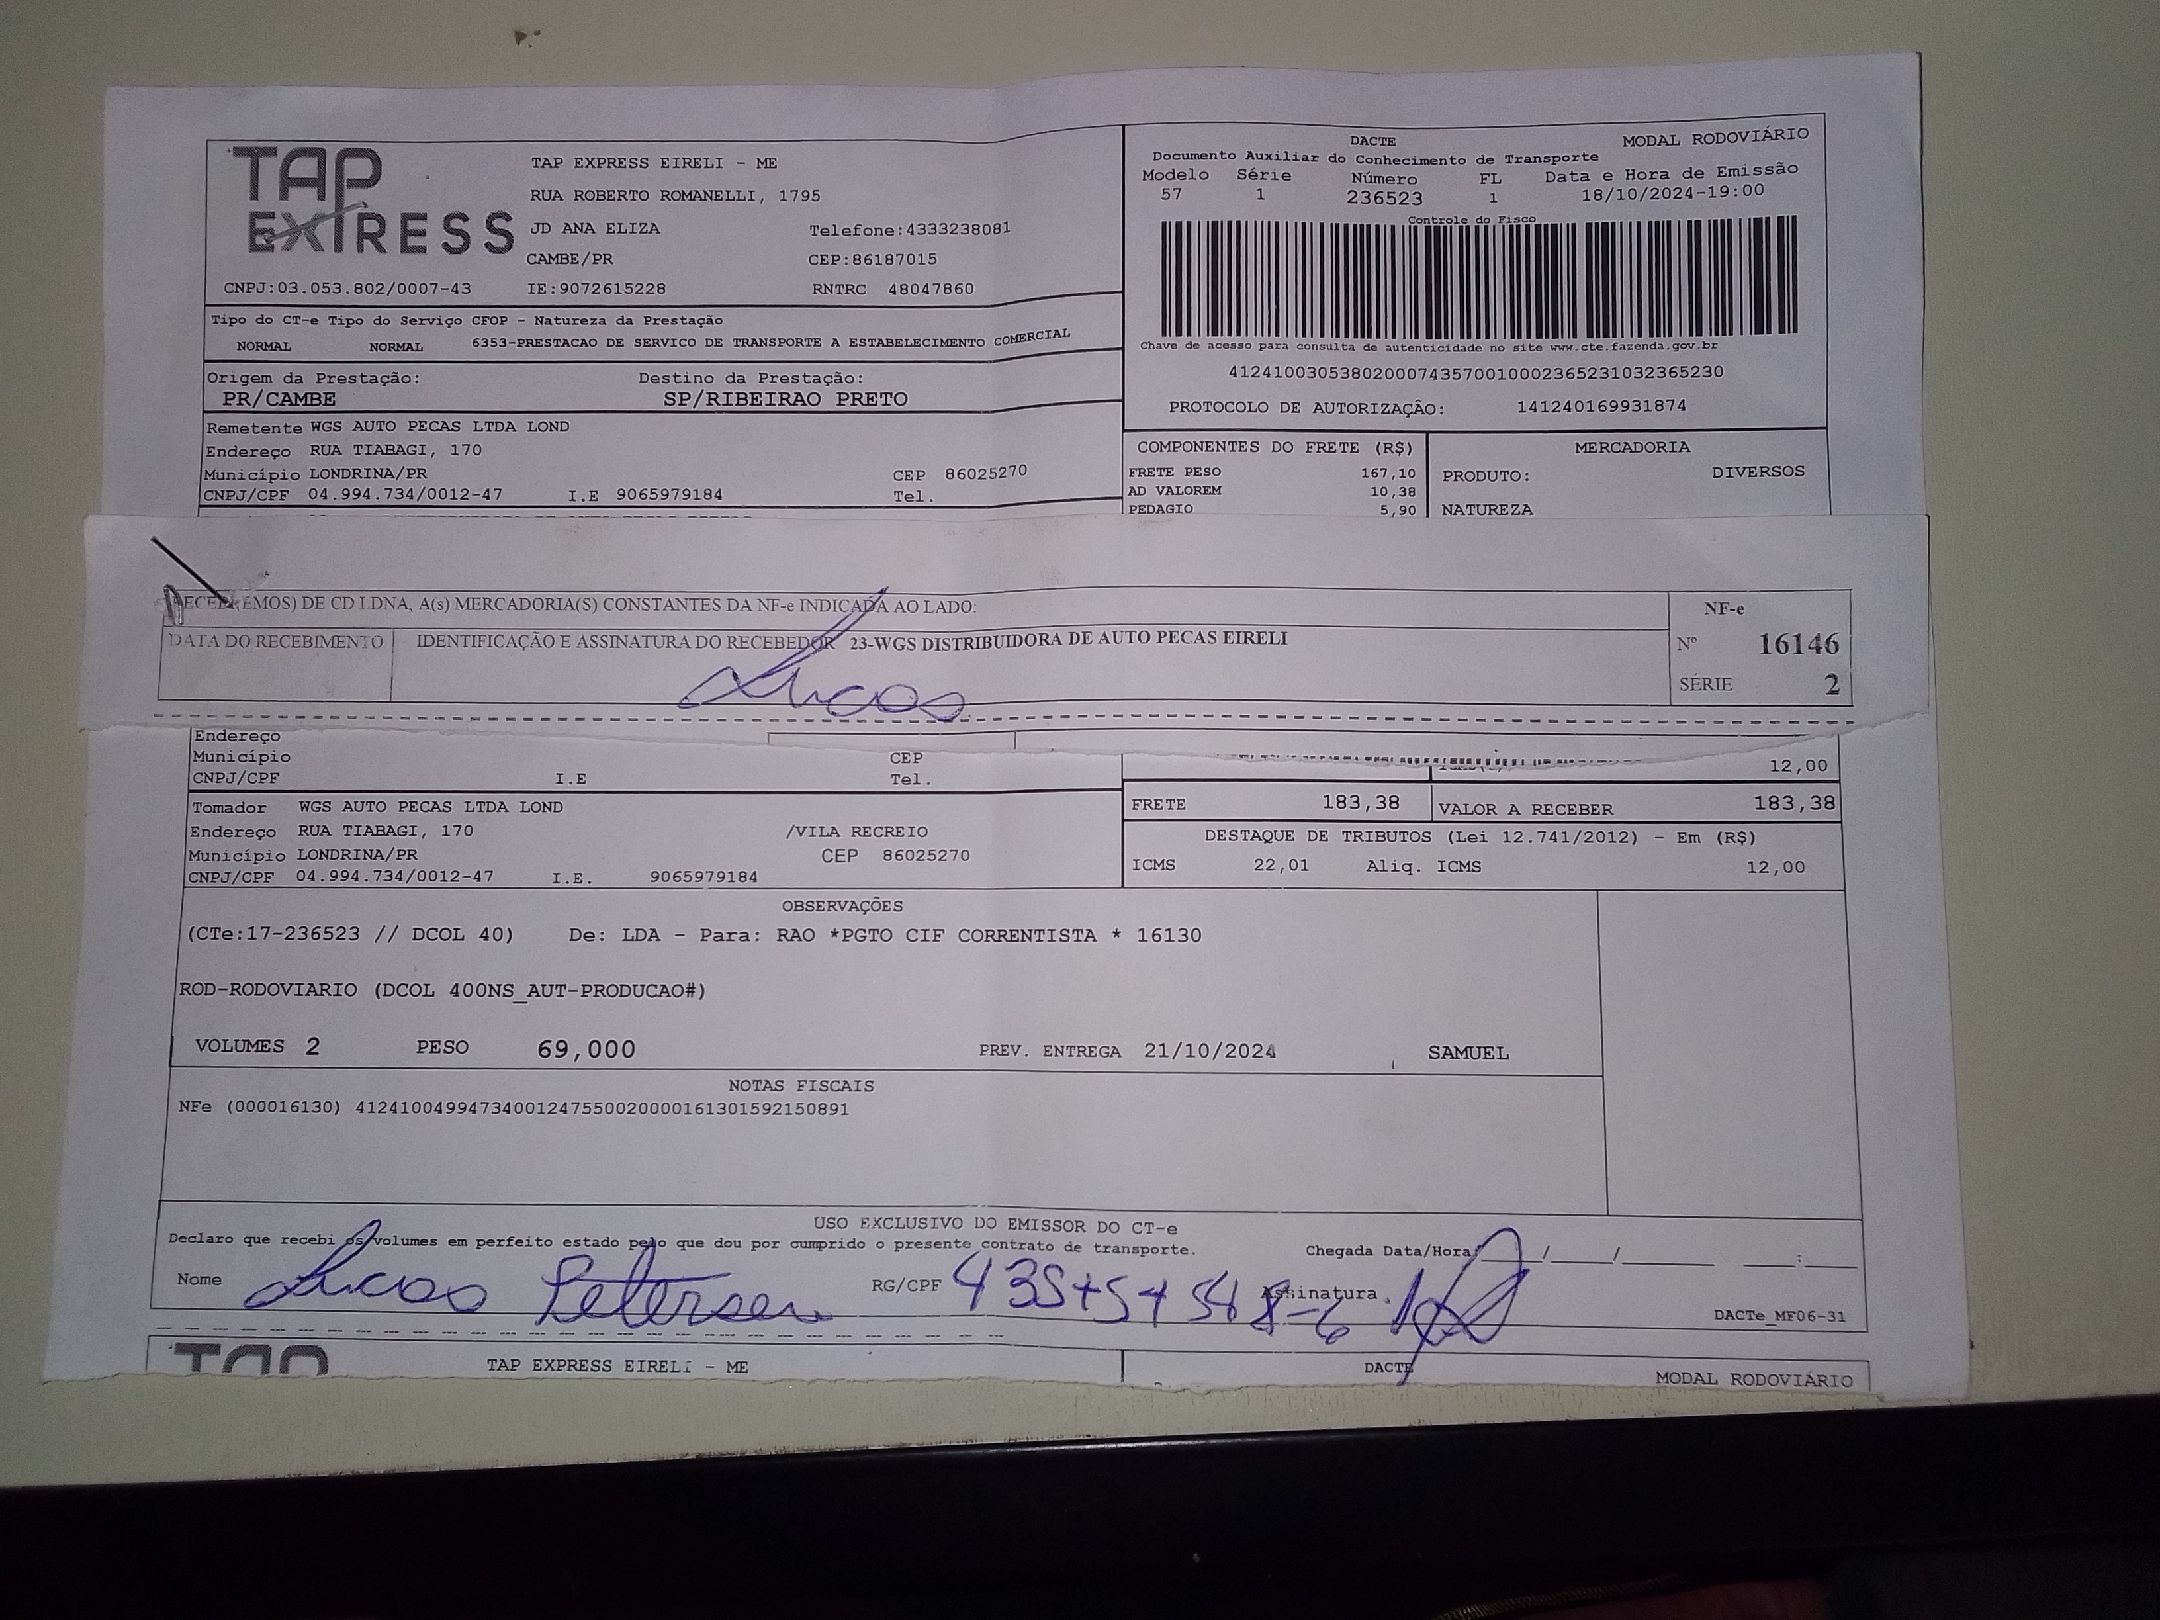 TAP EXPRESS
TAP EXPRESS EIRELI - ME
RUA ROBERTO ROMANELLI, 1795
JD ANA ELIZA Telefone:4333238081
CAMBE/PR CEP:86187015
CNPJ:03.053.802/0007-43 IE:9072615228 RNTRC 48047860
DACTE MODAL RODOVIÁRIO
Documento Auxiliar do Conhecimento de Transporte
Modelo Série Número FL Data e Hora de Emissão
57 1 236523 1 18/10/2024-19:00
Controle do Fisco
Chave de acesso para consulta de autenticidade no site www.cte.fazenda.gov.br
41241003053802000743570010002365231032365230
PROTOCOLO DE AUTORIZAÇÃO: 141240169931874
Tipo do CT-e Tipo do Serviço CFOP - Natureza da Prestação
NORMAL NORMAL 6353-PRESTACAO DE SERVICO DE TRANSPORTE A ESTABELECIMENTO COMERCIAL
Origem da Prestação: Destino da Prestação:
PR/CAMBE SP/RIBEIRAO PRETO
Remetente WGS AUTO PECAS LTDA LOND
Endereço RUA TIABAGI, 170
Município LONDRINA/PR CEP 86025270
CNPJ/CPF 04.994.734/0012-47 I.E 9065979184 Tel.
COMPONENTES DO FRETE (R$) MERCADORIA
FRETE PESO 167,10 PRODUTO: DIVERSOS
AD VALOREM 10,38
PEDAGIO 5,90 NATUREZA
EMOS) DE CD LDNA, A(s) MERCADORIA(S) CONSTANTES DA NF-e INDICADA AO LADO:
DATA DO RECEBIMENTO IDENTIFICAÇÃO E ASSINATURA DO RECEBEDOR 23-WGS DISTRIBUIDORA DE AUTO PECAS EIRELI
Lucas
NF-e
Nº 16146
SÉRIE 2
Endereço
Município CEP
CNPJ/CPF I.E Tel.
12,00
Tomador WGS AUTO PECAS LTDA LOND
Endereço RUA TIABAGI, 170 /VILA RECREIO
Município LONDRINA/PR CEP 86025270
CNPJ/CPF 04.994.734/0012-47 I.E. 9065979184
FRETE 183,38 VALOR A RECEBER 183,38
DESTAQUE DE TRIBUTOS (Lei 12.741/2012) - Em (R$)
ICMS 22,01 Aliq. ICMS 12,00
OBSERVAÇÕES
(CTe:17-236523 // DCOL 40) De: LDA - Para: RAO *PGTO CIF CORRENTISTA * 16130
ROD-RODOVIARIO (DCOL 400NS_AUT-PRODUCAO#)
VOLUMES 2 PESO 69,000 PREV. ENTREGA 21/10/2024 SAMUEL
NOTAS FISCAIS
NFe (000016130) 41241004994734001247550020000161301592150891
USO EXCLUSIVO DO EMISSOR DO CT-e
Declaro que recebi os volumes em perfeito estado pelo que dou por cumprido o presente contrato de transporte. Chegada Data/Hora / / :
Nome Lucas Petersen RG/CPF Assinatura
DACTe_MF06-31
TAP
TAP EXPRESS EIRELI - ME DACTE MODAL RODOVIÁRIO